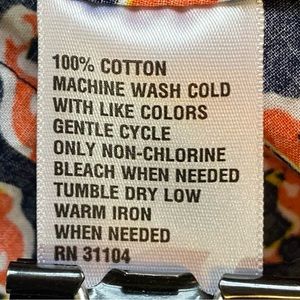 100% COTTON
MACHINE WASH COLD
WITH LIKE COLORS
GENTLE CYCLE
ONLY NON-CHLORINE
BLEACH WHEN NEEDED
TUMBLE DRY LOW
WARM IRON
WHEN NEEDED
RN 31104